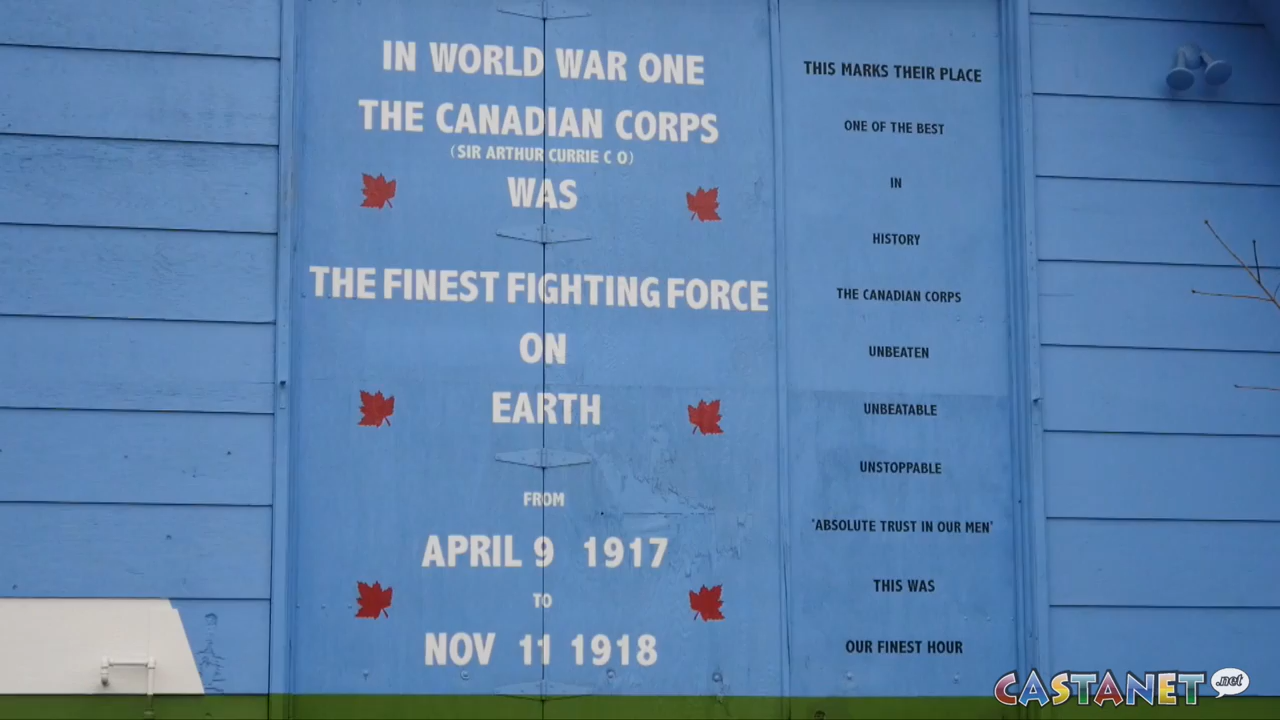 IN WORLD WAR ONE
THE CANADIAN CORPS
(SIR ARTHUR CURRIE C O)
WAS
THE FINEST FIGHTING FORCE
ON
EARTH
FROM
APRIL 9 1917
TO
NOV 11 1918
THIS MARKS THEIR PLACE
ONE OF THE BEST
IN
HISTORY
THE CANADIAN CORPS
UNBEATEN
UNBEATABLE
UNSTOPPABLE
'ABSOLUTE TRUST IN OUR MEN'
THIS WAS
OUR FINEST HOUR
CASTANET.net